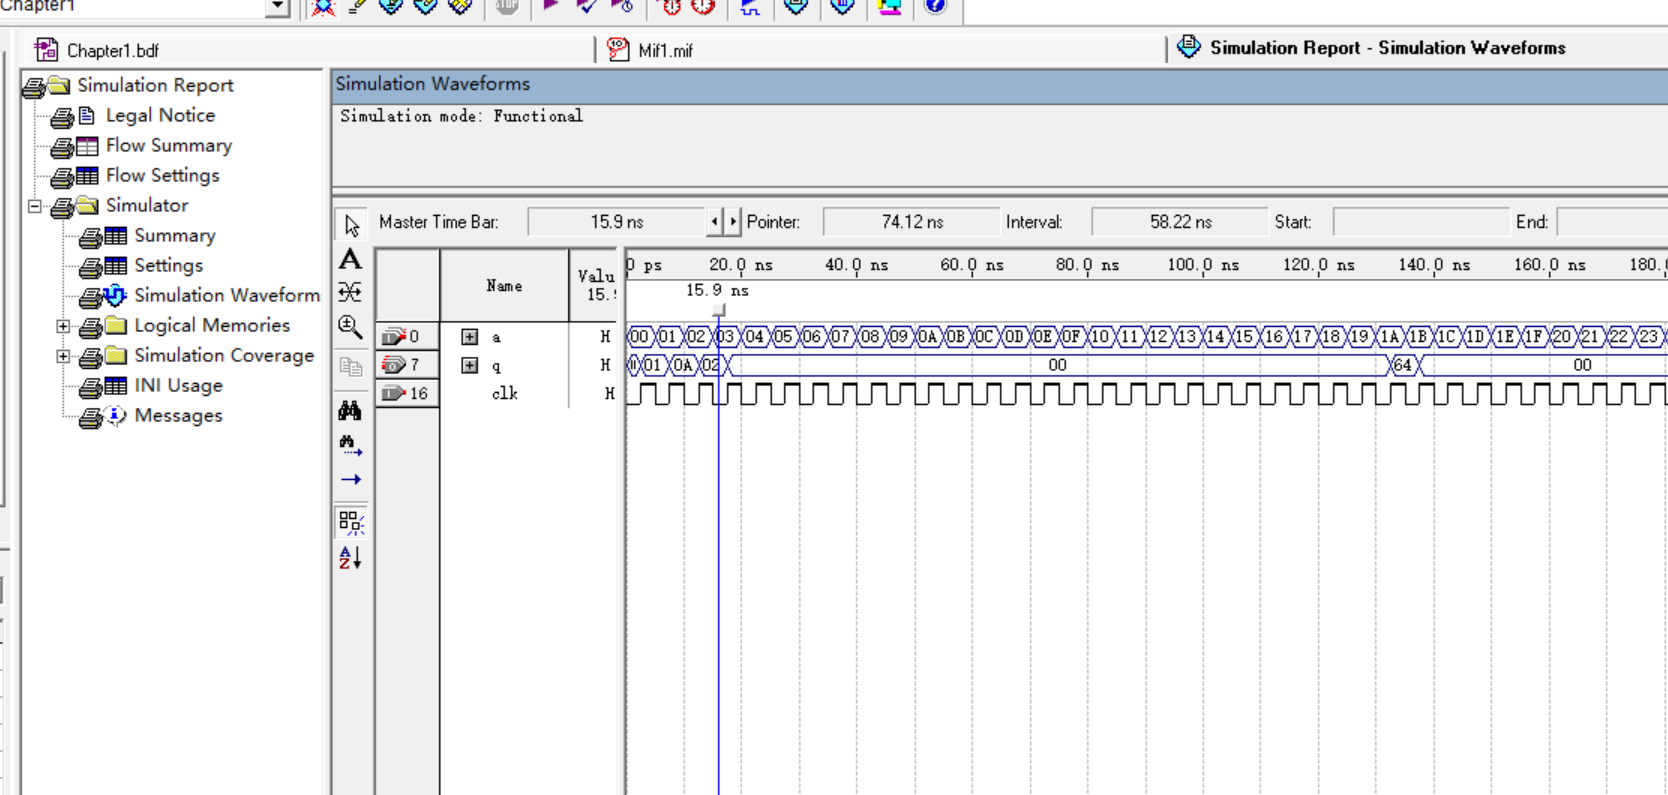 Chapter1
STOP
Chapter1.bdf
Mif1.mif
Simulation Report - Simulation Waveforms
Simulation Report
Legal Notice
Flow Summary
Flow Settings
Simulator
Summary
Settings
Simulation Waveform
Logical Memories
Simulation Coverage
INI Usage
Messages
Simulation Waveforms
Simulation mode: Functional
Master Time Bar: 15.9 ns Pointer: 74.12 ns Interval: 58.22 ns Start: End:
Name
Valu
15.
0 ps 20.0 ns 40.0 ns 60.0 ns 80.0 ns 100.0 ns 120.0 ns 140.0 ns 160.0 ns 180.
15.9 ns
0 a H 00 01 02 03 04 05 06 07 08 09 0A 0B 0C 0D 0E 0F 10 11 12 13 14 15 16 17 18 19 1A 1B 1C 1D 1E 1F 20 21 22 23
7 q H 01 0A 02 00 64 00
16 clk H